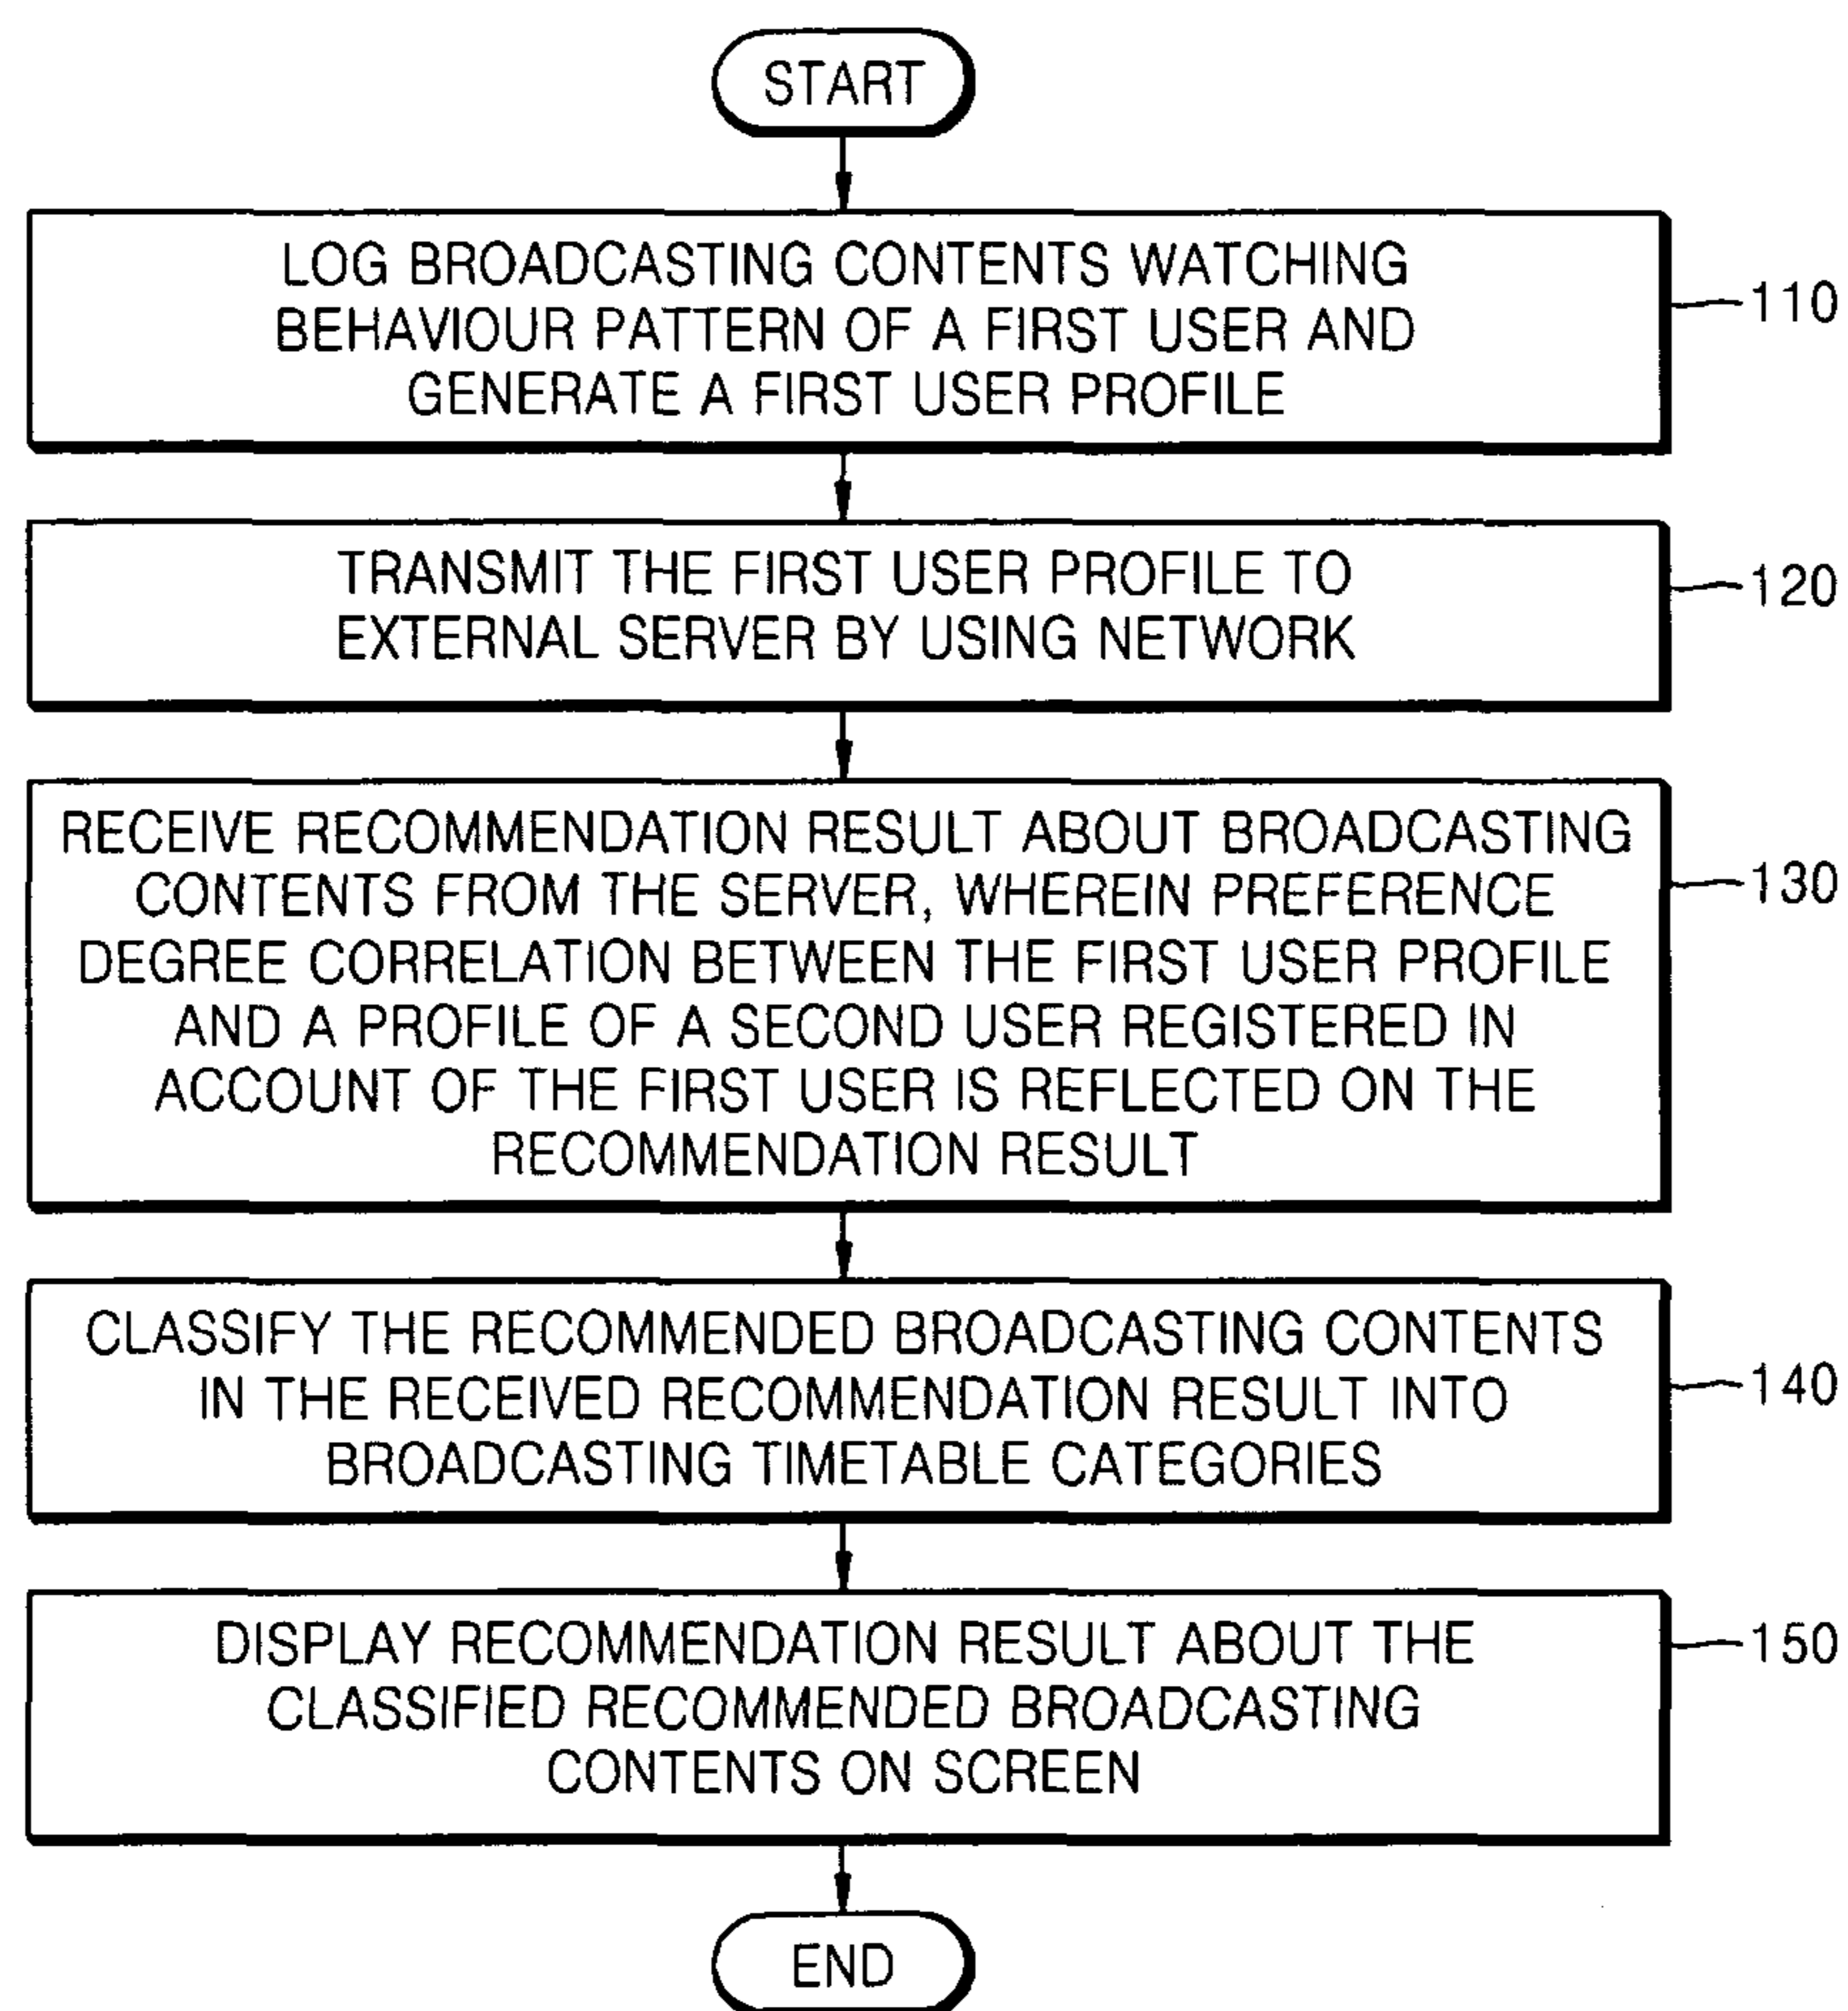 START
LOG BROADCASTING CONTENTS WATCHING
BEHAVIOUR PATTERN OF A FIRST USER AND
GENERATE A FIRST USER PROFILE
110
TRANSMIT THE FIRST USER PROFILE TO
EXTERNAL SERVER BY USING NETWORK
120
RECEIVE RECOMMENDATION RESULT ABOUT BROADCASTING
CONTENTS FROM THE SERVER, WHEREIN PREFERENCE
DEGREE CORRELATION BETWEEN THE FIRST USER PROFILE
AND A PROFILE OF A SECOND USER REGISTERED IN
ACCOUNT OF THE FIRST USER IS REFLECTED ON THE
RECOMMENDATION RESULT
130
CLASSIFY THE RECOMMENDED BROADCASTING CONTENTS
IN THE RECEIVED RECOMMENDATION RESULT INTO
BROADCASTING TIMETABLE CATEGORIES
140
DISPLAY RECOMMENDATION RESULT ABOUT THE
CLASSIFIED RECOMMENDED BROADCASTING
CONTENTS ON SCREEN
150
END